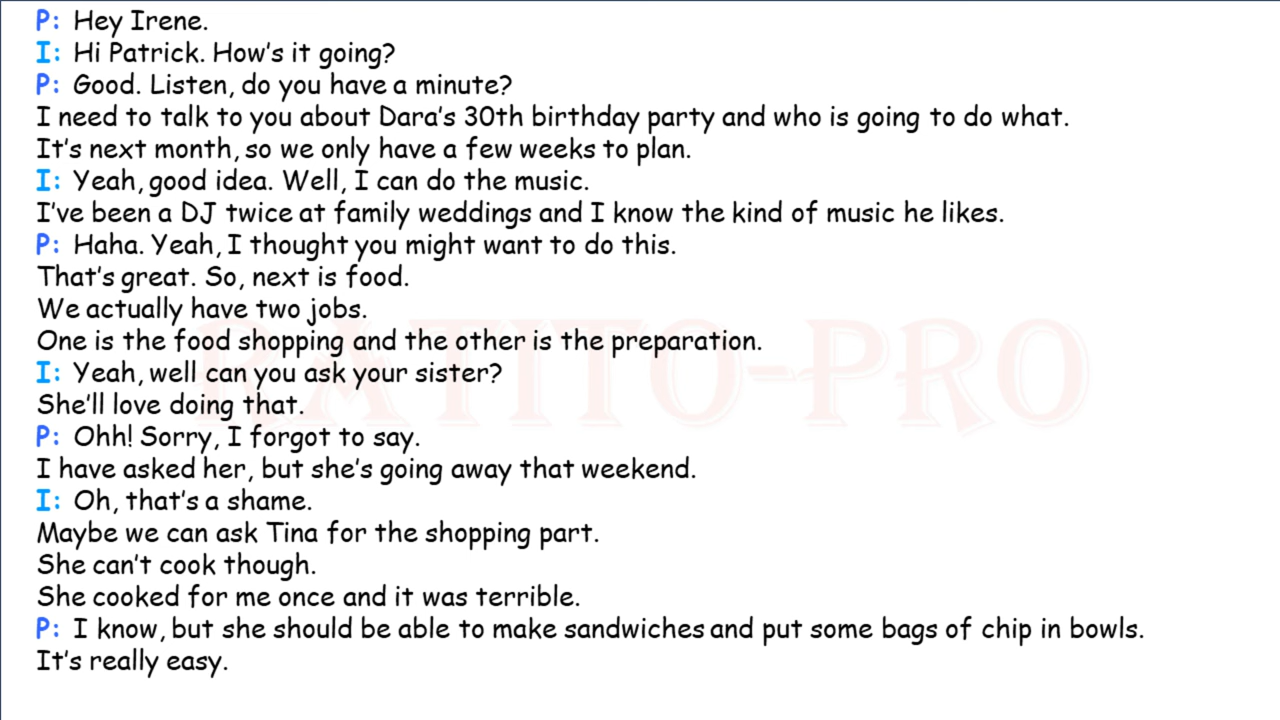 P: Hey Irene.
I: Hi Patrick. How's it going?
P: Good. Listen, do you have a minute?
I need to talk to you about Dara's 30th birthday party and who is going to do what.
It's next month, so we only have a few weeks to plan.
I: Yeah, good idea. Well, I can do the music.
I've been a DJ twice at family weddings and I know the kind of music he likes.
P: Haha. Yeah, I thought you might want to do this.
That's great. So, next is food.
We actually have two jobs.
One is the food shopping and the other is the preparation.
I: Yeah, well can you ask your sister?
She'll love doing that.
P: Ohh! Sorry, I forgot to say.
I have asked her, but she's going away that weekend.
I: Oh, that's a shame.
Maybe we can ask Tina for the shopping part.
She can't cook though.
She cooked for me once and it was terrible.
P: I know, but she should be able to make sandwiches and put some bags of chip in bowls.
It's really easy.
RATITO-PRO